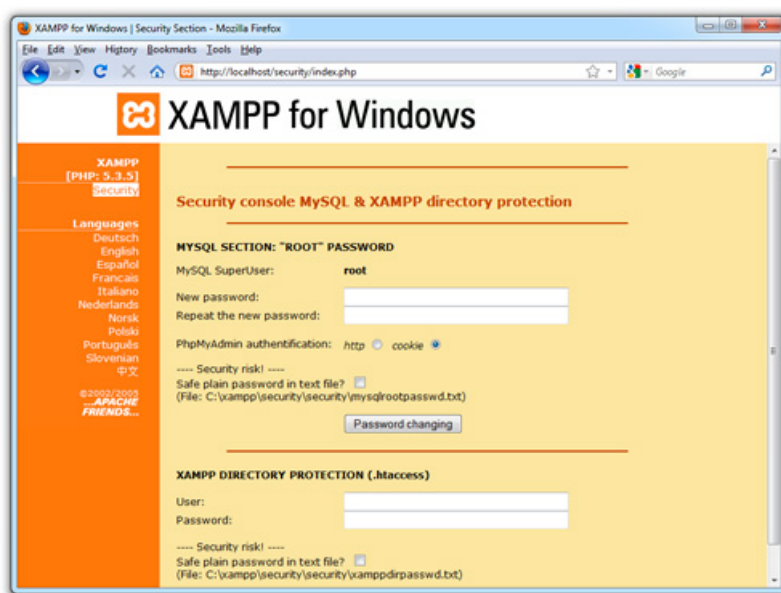 XAMPP for Windows | Security Section - Mozilla Firefox
File Edit View History Bookmarks Tools Help
http://localhost/security/index.php
Google
XAMPP for Windows
XAMPP
[PHP: 5.3.5]
Security
Languages
Deutsch
English
Español
Francais
Italiano
Nederlands
Norsk
Polski
Português
Slovenian
中文
©2002/2005
...APACHE
FRIENDS...
Security console MySQL & XAMPP directory protection
MYSQL SECTION: "ROOT" PASSWORD
MySQL SuperUser: root
New password:
Repeat the new password:
PhpMyAdmin authentification: http cookie
---- Security risk! ----
Safe plain password in text file?
(File: C:\xampp\security\security\mysqlrootpasswd.txt)
Password changing
XAMPP DIRECTORY PROTECTION (.htaccess)
User:
Password:
---- Security risk! ----
Safe plain password in text file?
(File: C:\xampp\security\security\xamppdirpasswd.txt)